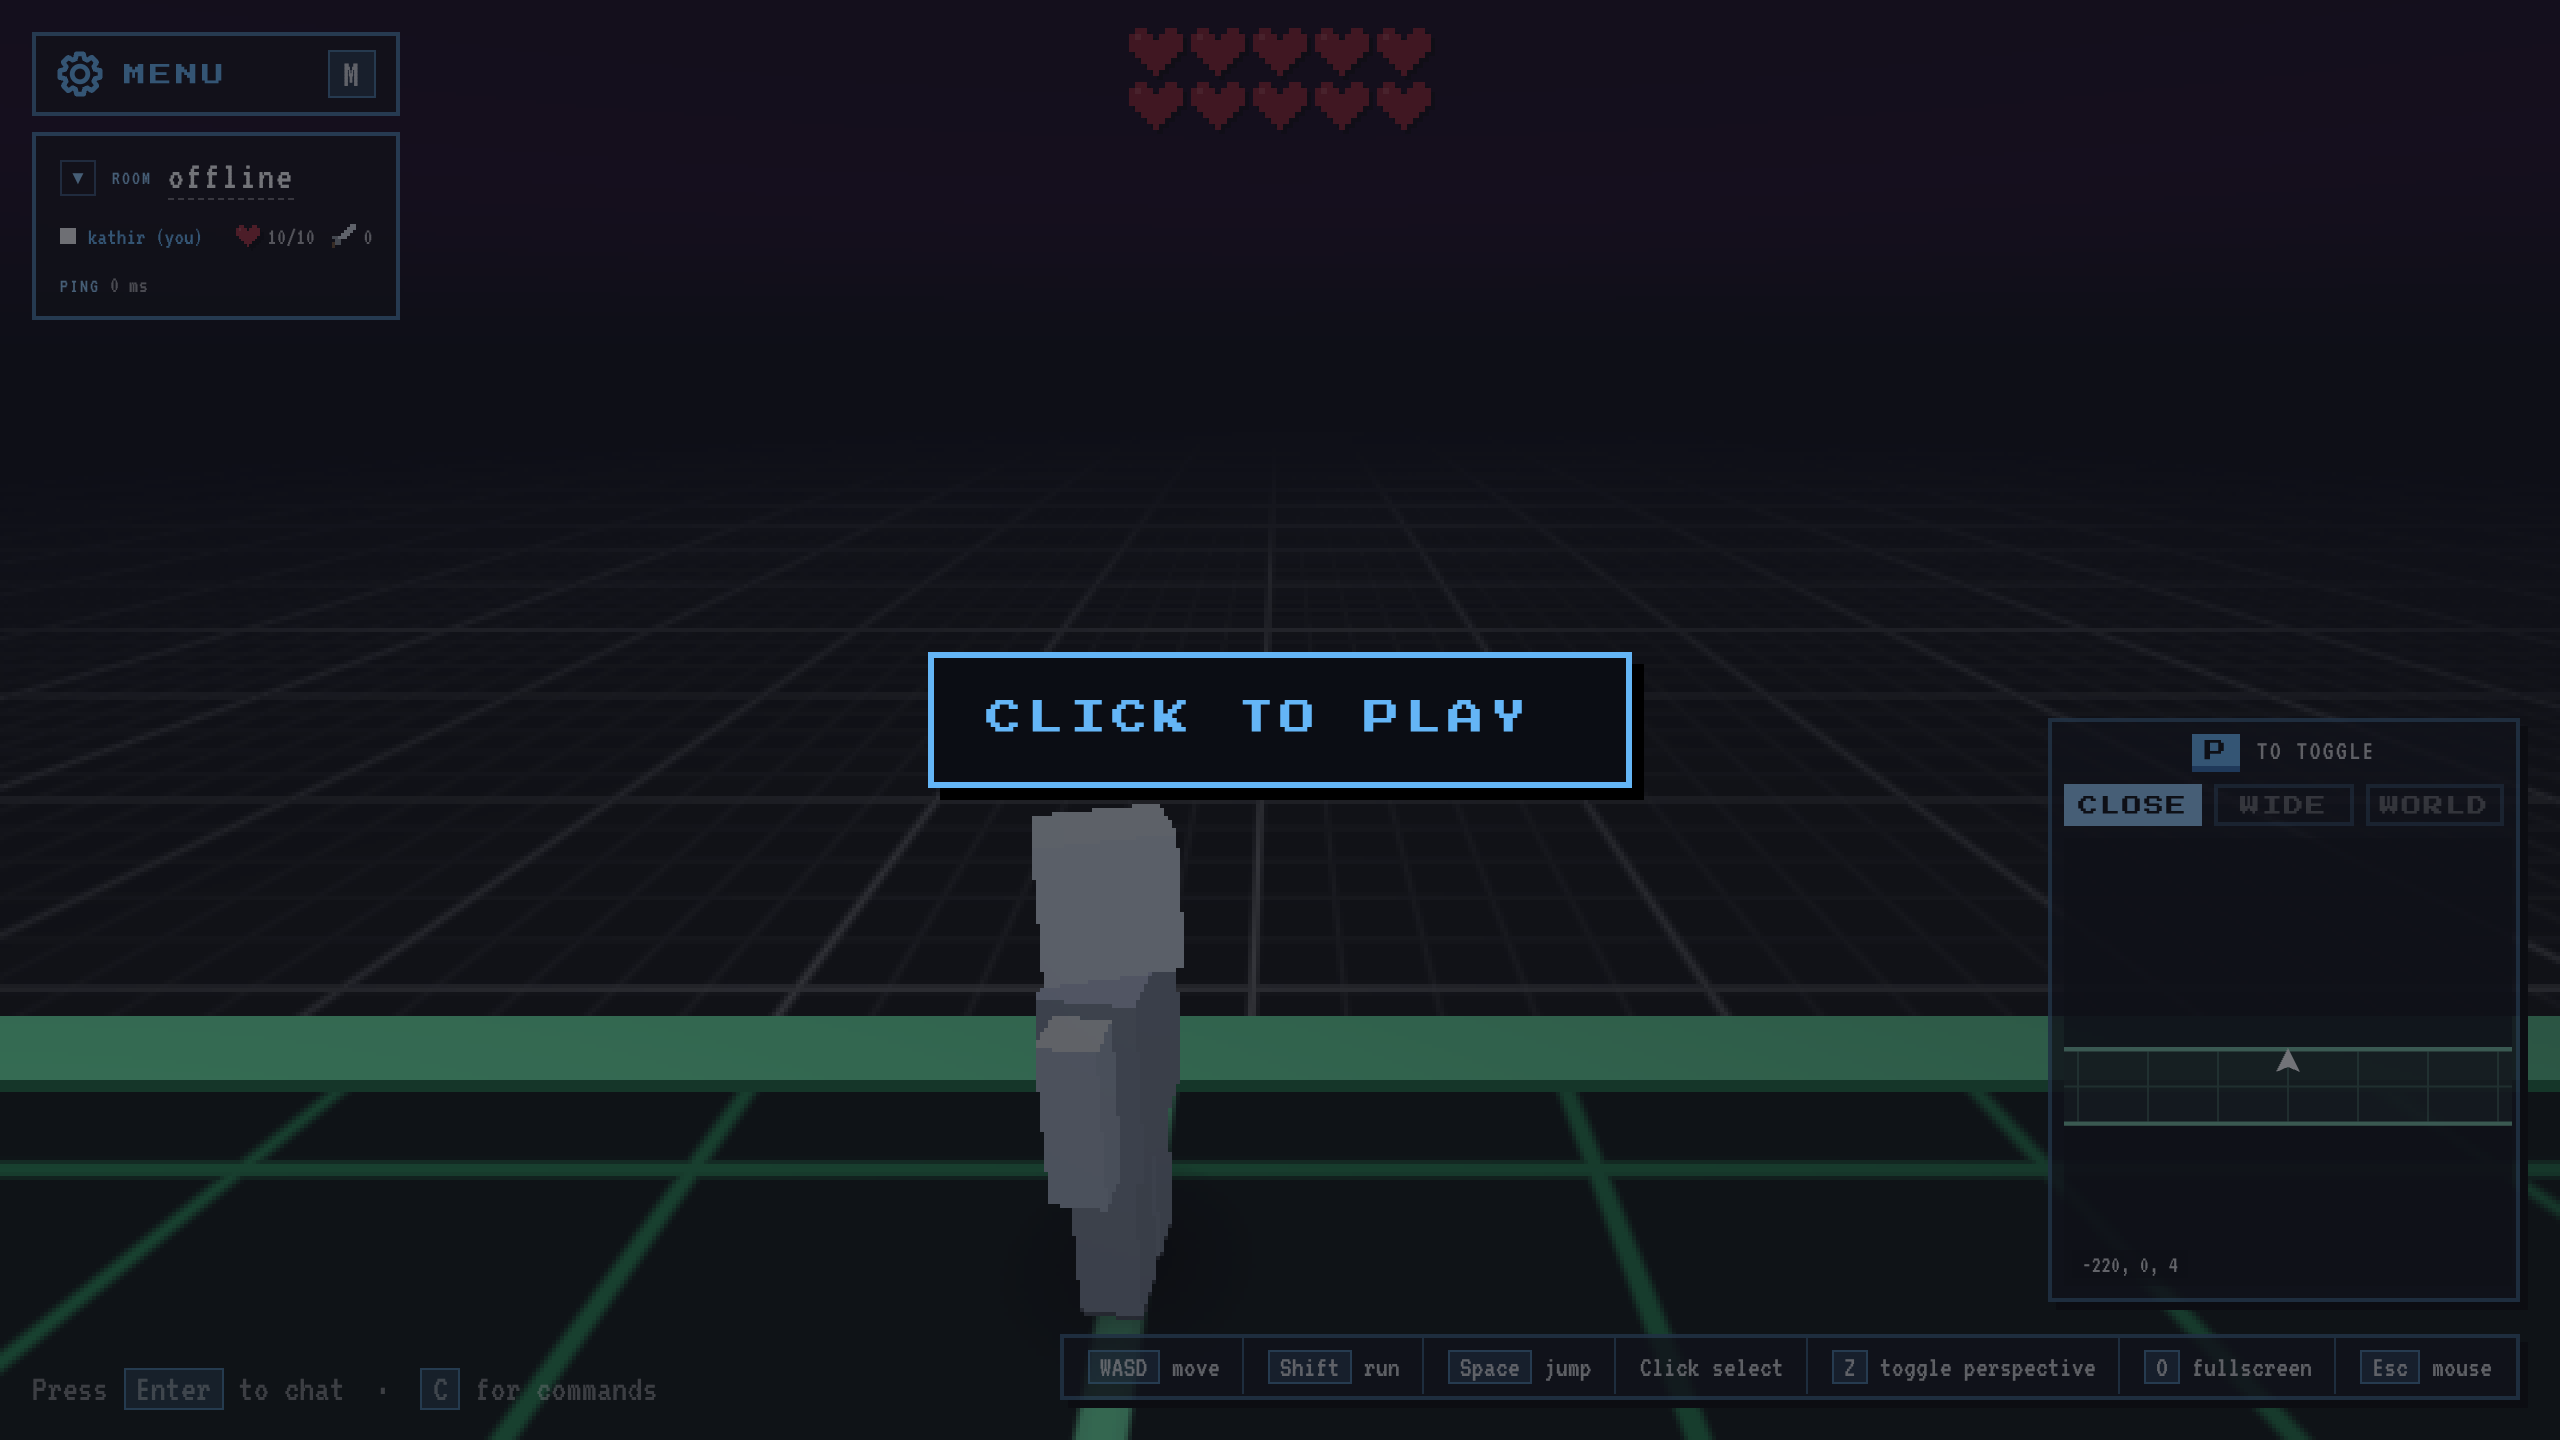 MENU M
▼ ROOM offline
kathir (you) 10/10 0
PING 0 ms
CLICK TO PLAY
P TO TOGGLE
CLOSE WIDE WORLD
-220, 0, 4
Press Enter to chat · C for commands
WASD move Shift run Space jump Click select Z toggle perspective O fullscreen Esc mouse